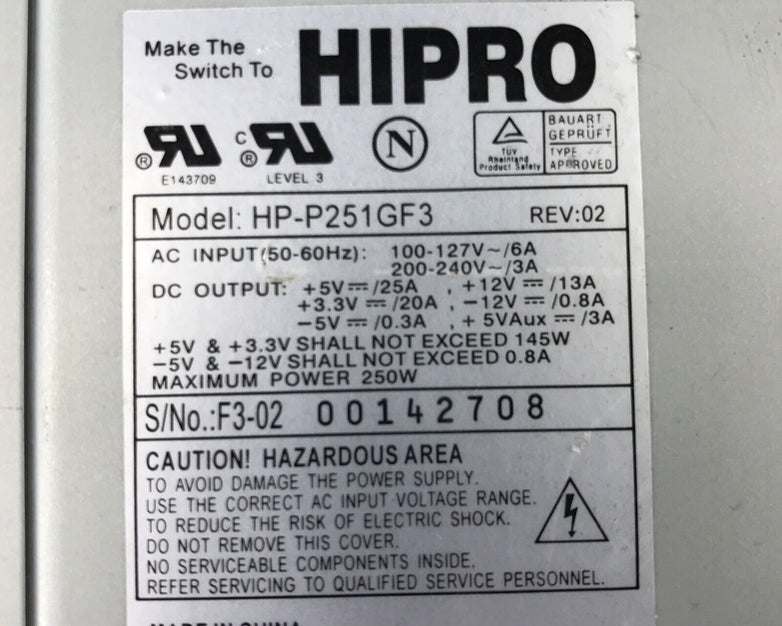 Make The
Switch To
HIPRO
® RU
E143709
C ® RU
LEVEL 3
N
TÜV
Rheinland
Product Safety
BAUART
GEPRÜFT
TYPE
APPROVED
Model: HP-P251GF3 REV:02
AC INPUT(50-60Hz): 100-127V~/6A
200-240V~/3A
DC OUTPUT: +5V⎓/25A , +12V⎓/13A
+3.3V⎓/20A , −12V⎓/0.8A
−5V⎓/0.3A , +5VAux⎓/3A
+5V & +3.3V SHALL NOT EXCEED 145W
−5V & −12V SHALL NOT EXCEED 0.8A
MAXIMUM POWER 250W
S/No.:F3-02 00142708
CAUTION! HAZARDOUS AREA
TO AVOID DAMAGE THE POWER SUPPLY.
USE THE CORRECT AC INPUT VOLTAGE RANGE.
TO REDUCE THE RISK OF ELECTRIC SHOCK.
DO NOT REMOVE THIS COVER.
NO SERVICEABLE COMPONENTS INSIDE.
REFER SERVICING TO QUALIFIED SERVICE PERSONNEL.
MADE IN CHINA